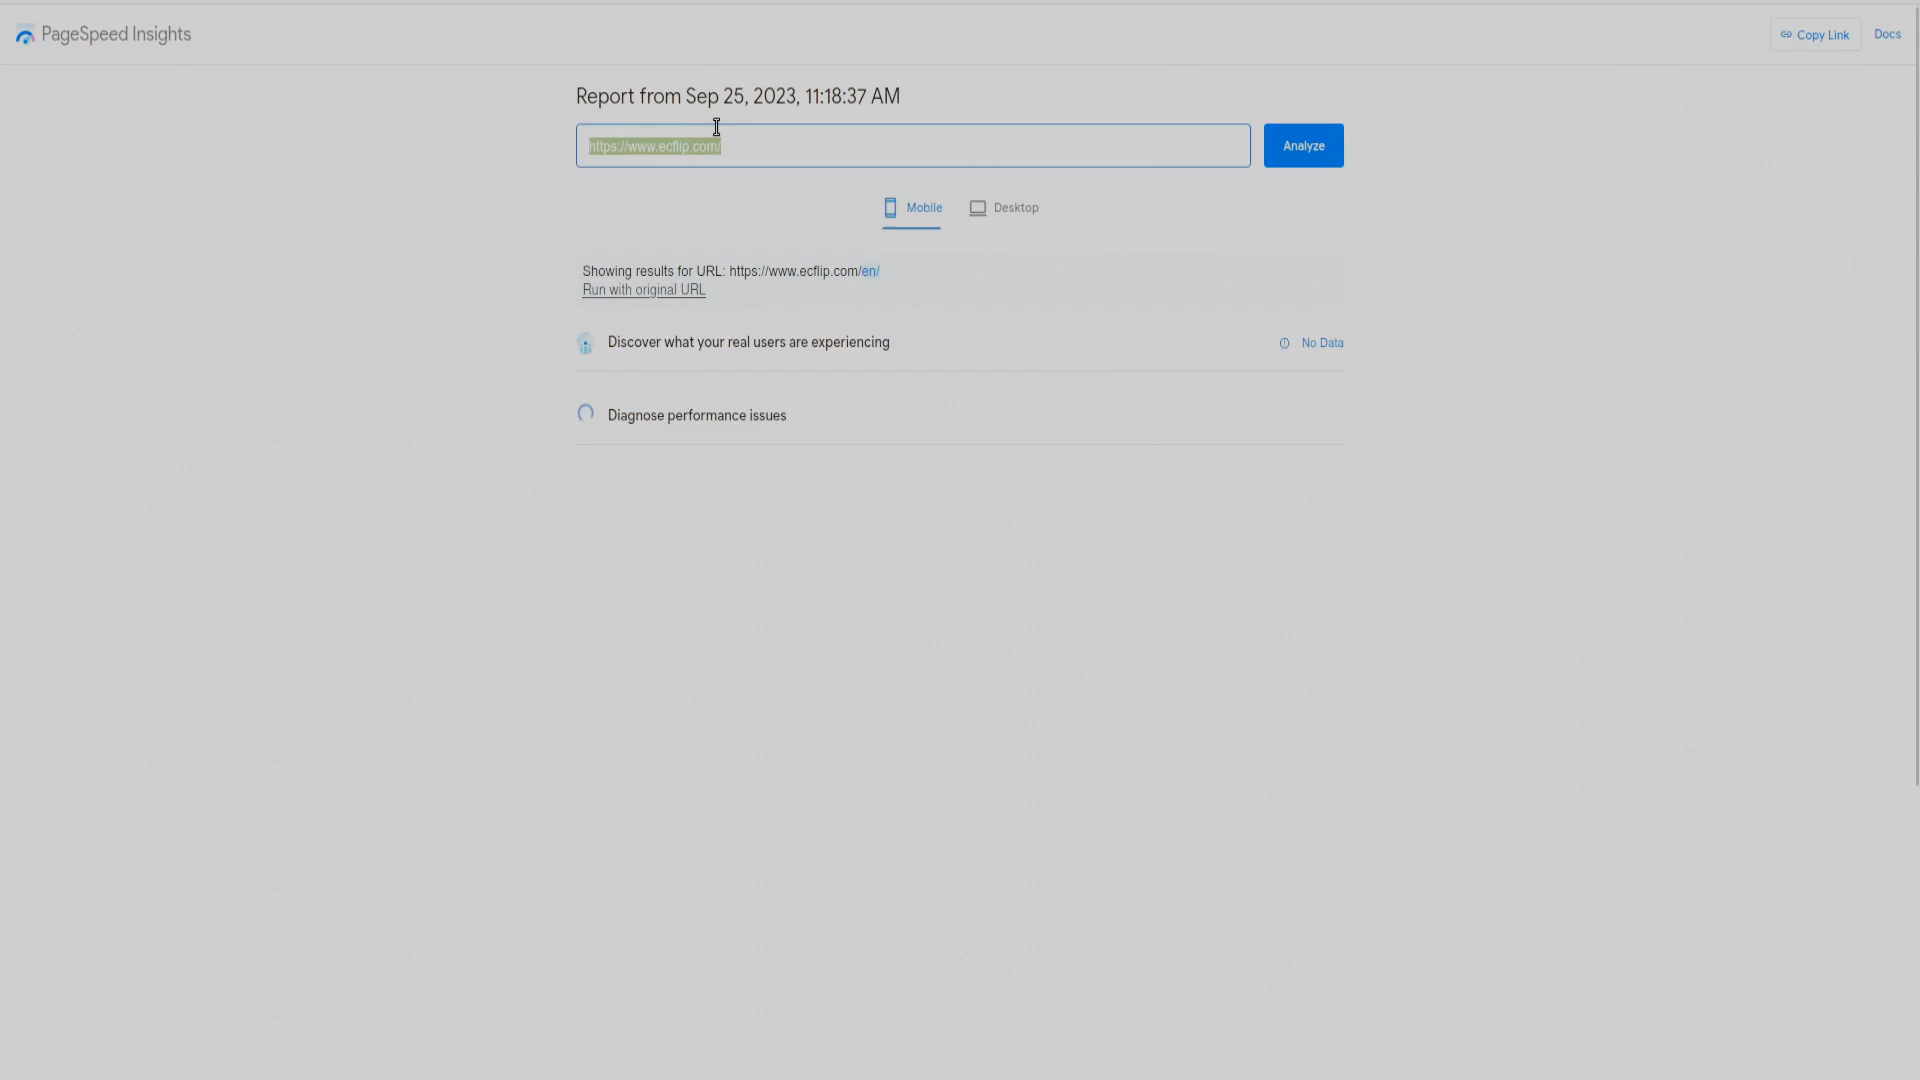 PageSpeed Insights
Copy Link
Docs
Report from Sep 25, 2023, 11:18:37 AM
https://www.ecflip.com/
Analyze
Mobile
Desktop
Showing results for URL: https://www.ecflip.com/en/
Run with original URL
Discover what your real users are experiencing
No Data
Diagnose performance issues